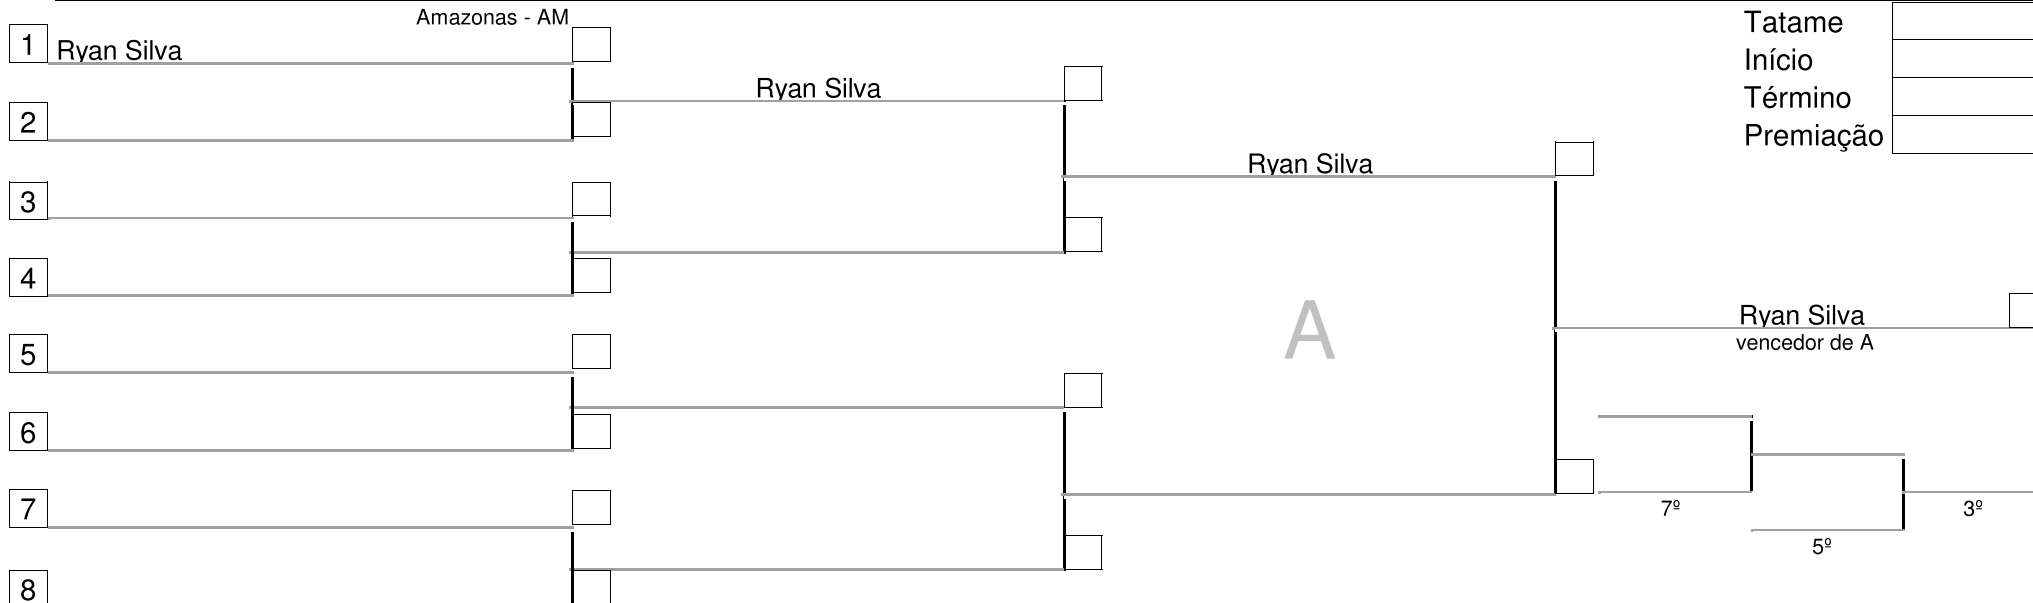 Amazonas - AM
1 Ryan Silva
2
3
4
5
6
7
8
Ryan Silva
Ryan Silva
A
Ryan Silva
vencedor de A
Tatame
Início
Término
Premiação
7º
5º
3º